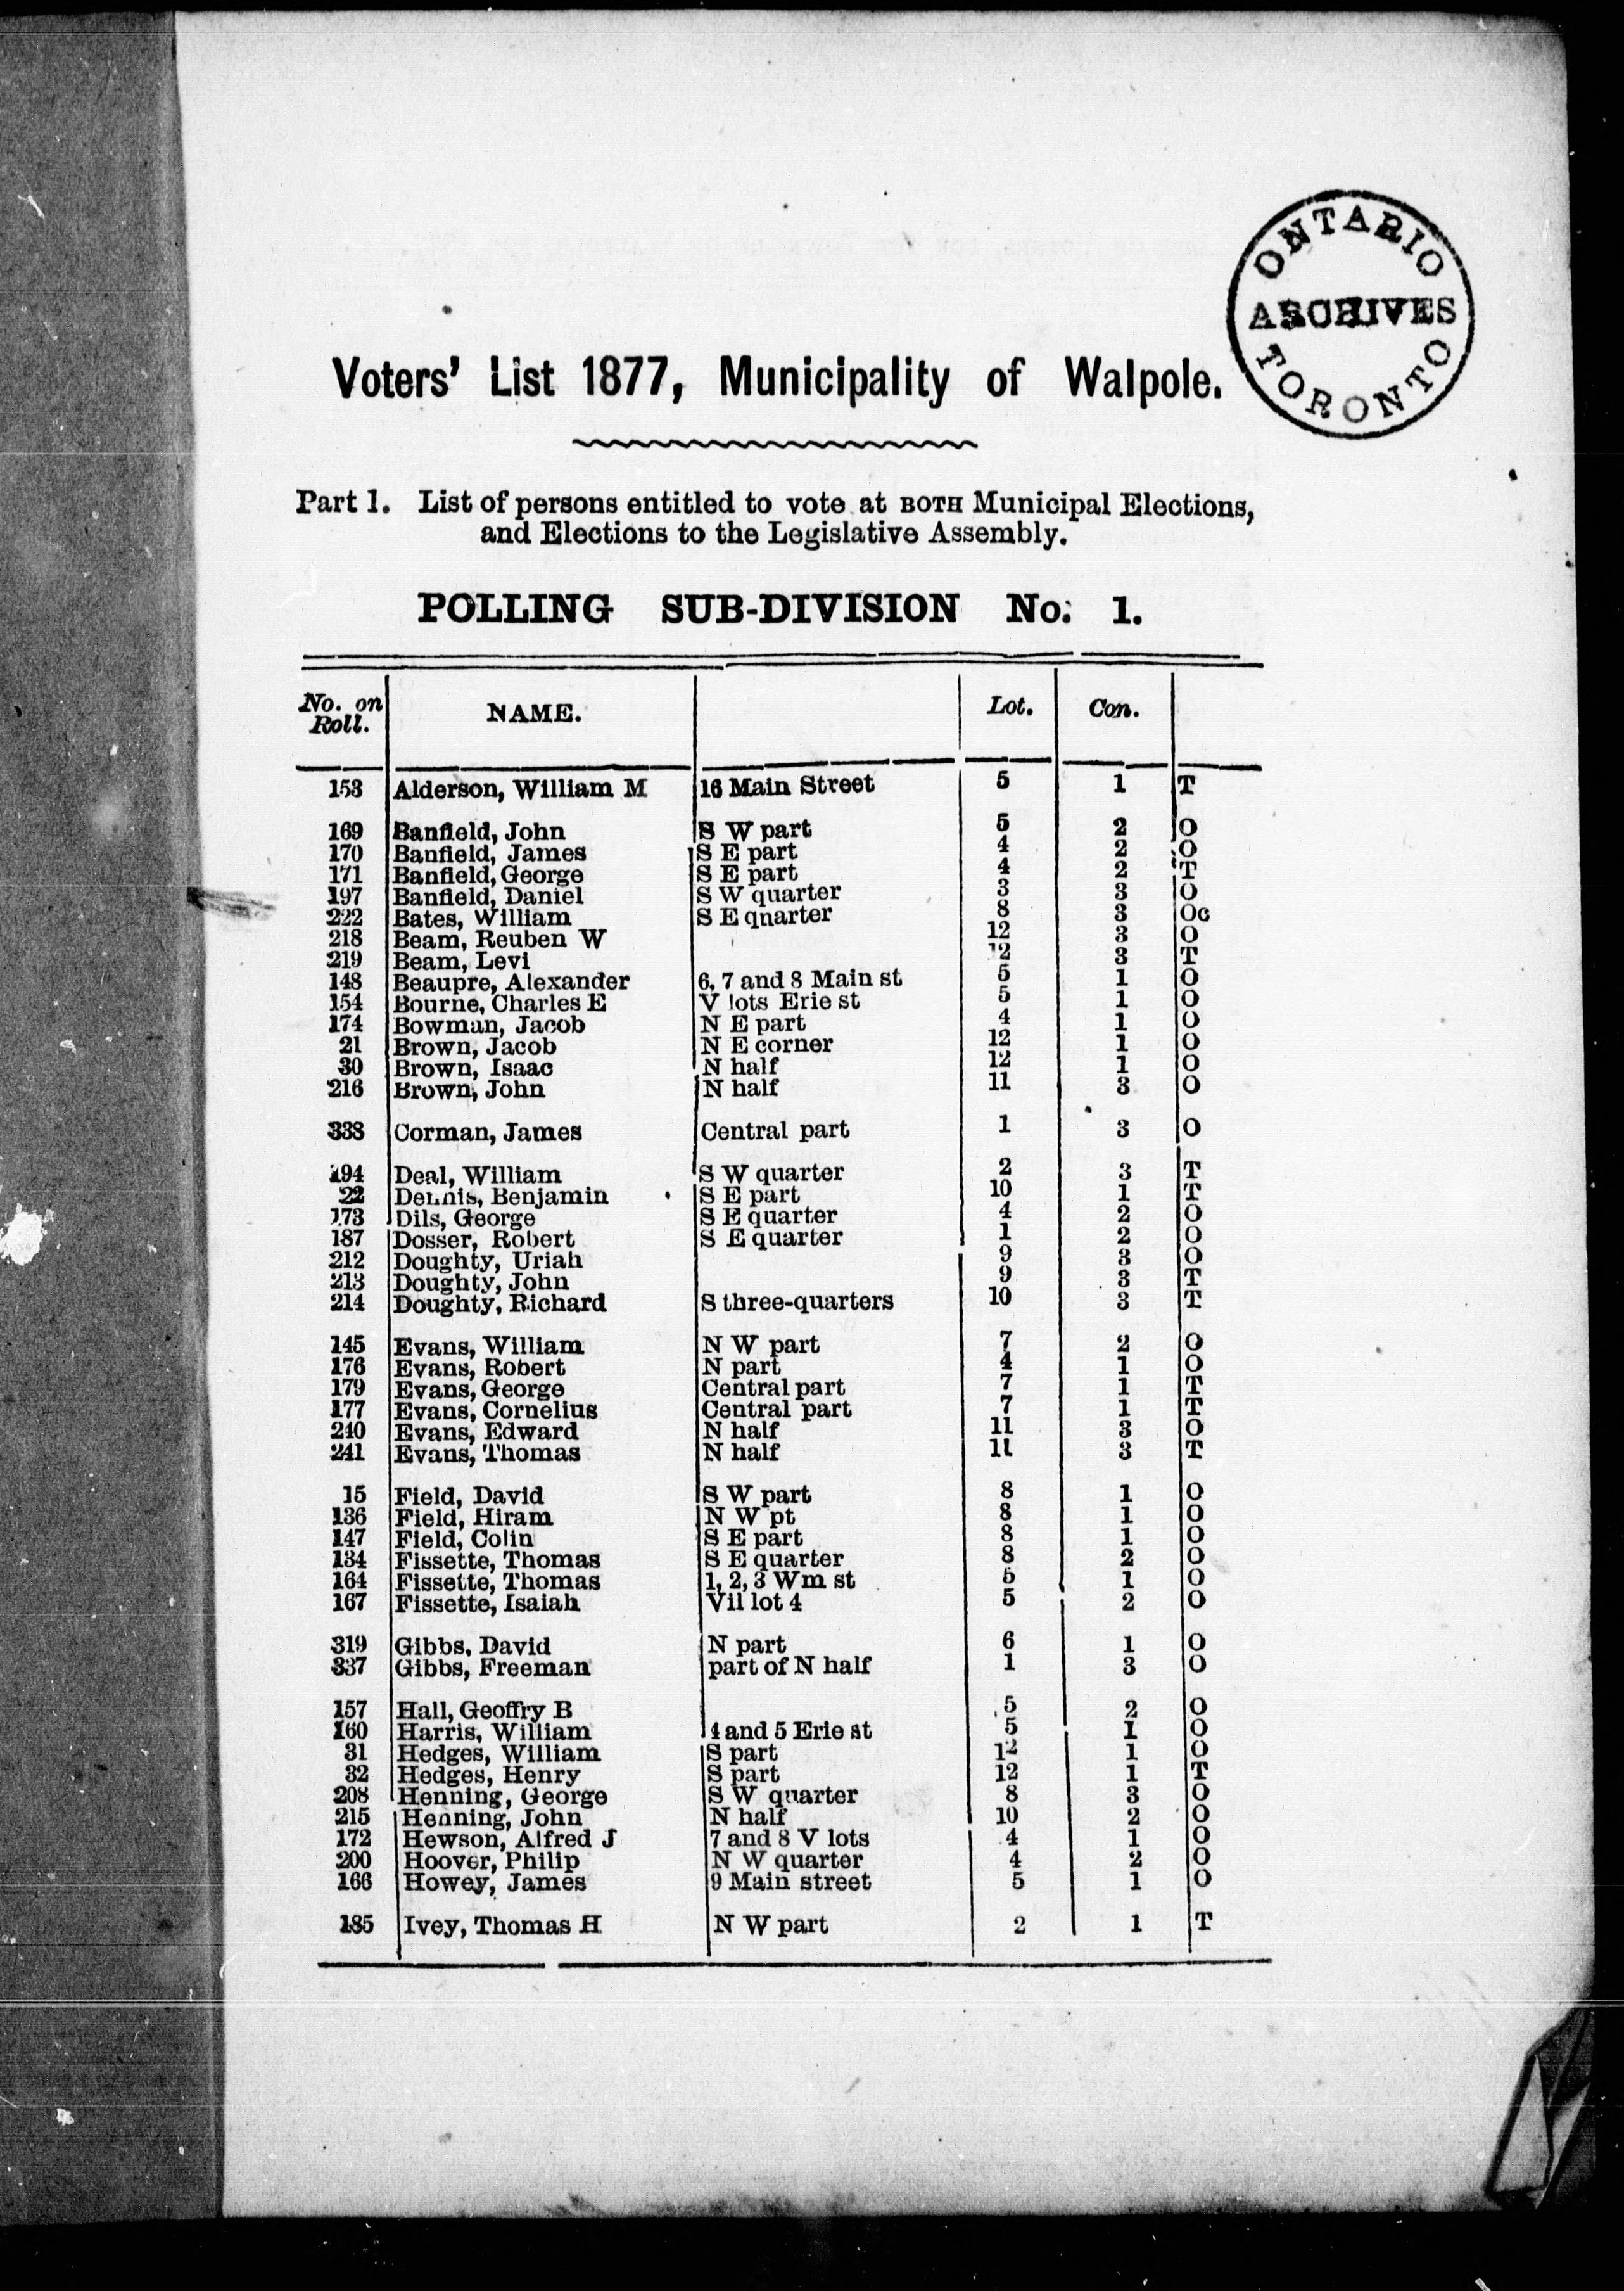 ONTARIO
ARCHIVES
TORONTO
Voters' List 1877, Municipality of Walpole.
Part 1. List of persons entitled to vote at BOTH Municipal Elections,
and Elections to the Legislative Assembly.
POLLING SUB-DIVISION No. 1.
No. on Roll. NAME. Lot. Con.
153 Alderson, William M 16 Main Street 5 1 T
169 Banfield, John S W part 5 2 O
170 Banfield, James S E part 4 2 O
171 Banfield, George S E part 4 2 T
197 Banfield, Daniel S W quarter 3 3 O
222 Bates, William S E qnarter 8 3 Oc
218 Beam, Reuben W 12 3 O
219 Beam, Levi 12 3 T
148 Beaupre, Alexander 6, 7 and 8 Main st 5 1 O
154 Bourne, Charles E V lots Erie st 5 1 O
174 Bowman, Jacob N E part 4 1 O
21 Brown, Jacob N E corner 12 1 O
30 Brown, Isaac N half 12 1 O
216 Brown, John N half 11 3 O
338 Corman, James Central part 1 3 O
194 Deal, William S W quarter 2 3 T
22 Dennis, Benjamin S E part 10 1 T
173 Dils, George S E quarter 4 2 O
187 Dosser, Robert S E quarter 1 2 O
212 Doughty, Uriah 9 3 O
213 Doughty, John 9 3 T
214 Doughty, Richard S three-quarters 10 3 T
145 Evans, William N W part 7 2 O
176 Evans, Robert N part 4 1 O
179 Evans, George Central part 7 1 T
177 Evans, Cornelius Central part 7 1 T
240 Evans, Edward N half 11 3 O
241 Evans, Thomas N half 11 3 T
15 Field, David S W part 8 1 O
136 Field, Hiram N W pt 8 1 O
147 Field, Colin S E part 8 1 O
134 Fissette, Thomas S E quarter 8 2 O
164 Fissette, Thomas 1, 2, 3 Wm st 5 1 O
167 Fissette, Isaiah Vil lot 4 5 2 O
319 Gibbs, David N part 6 1 O
337 Gibbs, Freeman part of N half 1 3 O
157 Hall, Geoffry B 5 2 O
160 Harris, William 4 and 5 Erie st 5 1 O
31 Hedges, William S part 12 1 O
32 Hedges, Henry S part 12 1 T
208 Henning, George S W quarter 8 3 O
215 Henning, John N half 10 2 O
172 Hewson, Alfred J 7 and 8 V lots 4 1 O
200 Hoover, Philip N W quarter 4 2 O
166 Howey, James 9 Main street 5 1 O
185 Ivey, Thomas H N W part 2 1 T